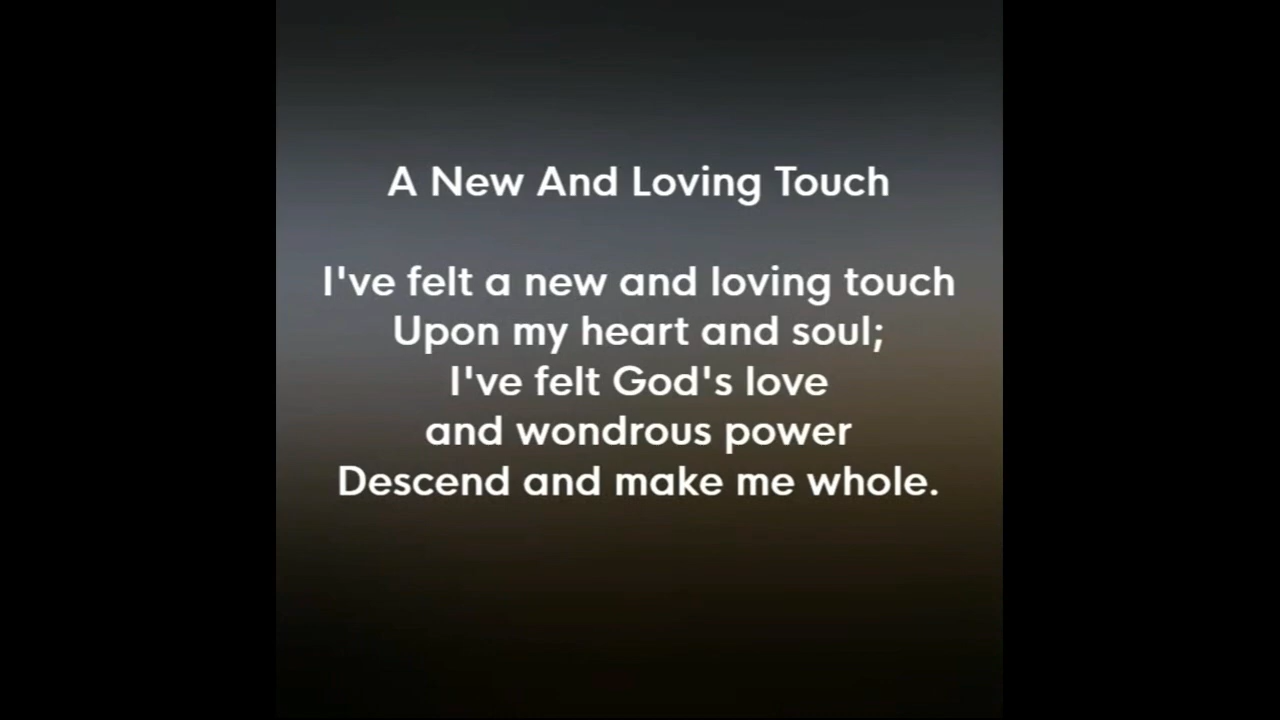 A New And Loving Touch
I've felt a new and loving touch
Upon my heart and soul;
I've felt God's love
and wondrous power
Descend and make me whole.